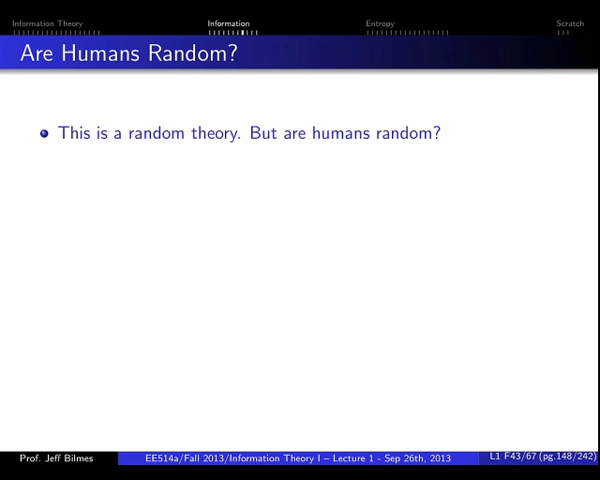 Information Theory Information Entropy Scratch
Are Humans Random?
This is a random theory. But are humans random?
Prof. Jeff Bilmes EE514a/Fall 2013/Information Theory I – Lecture 1 - Sep 26th, 2013 L1 F43/67 (pg.148/242)